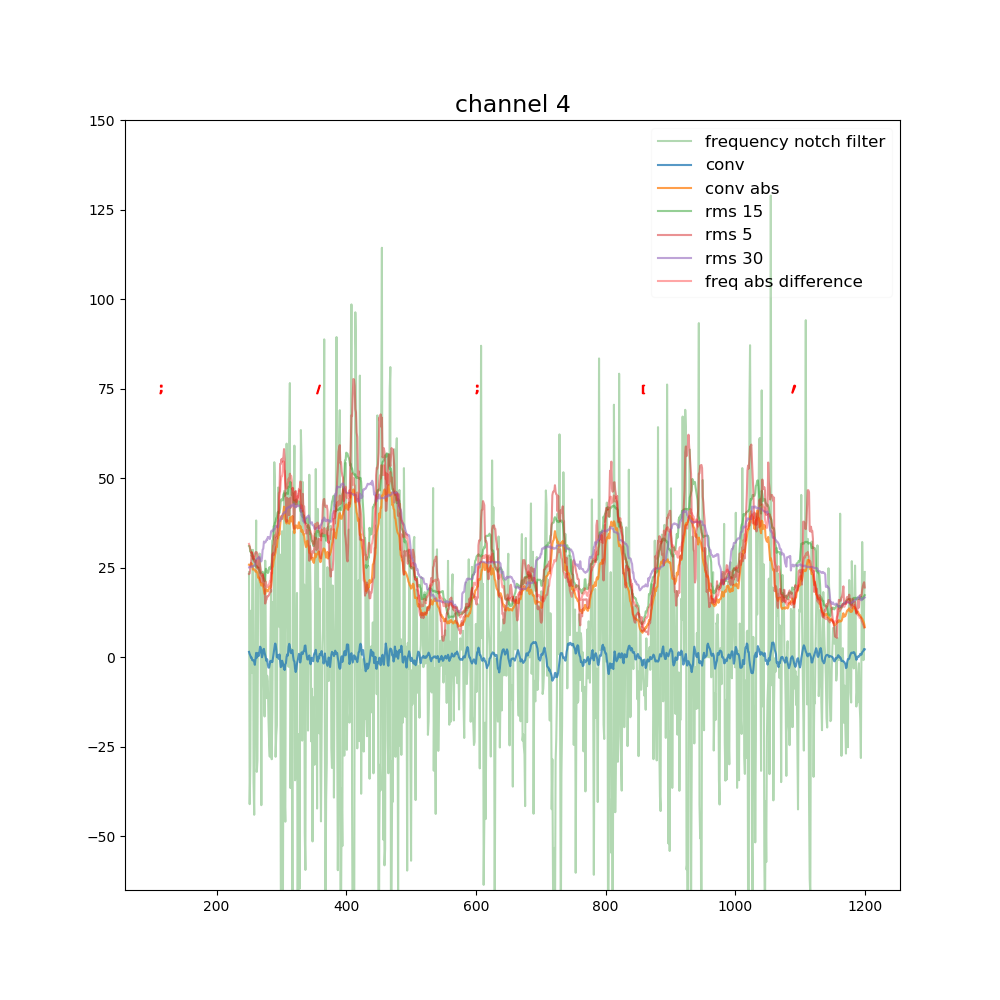 channel 4
150
125
100
75
50
25
0
−25
−50
frequency notch filter
conv
conv abs
rms 15
rms 5
rms 30
freq abs difference
; / ; [ /
200 400 600 800 1000 1200